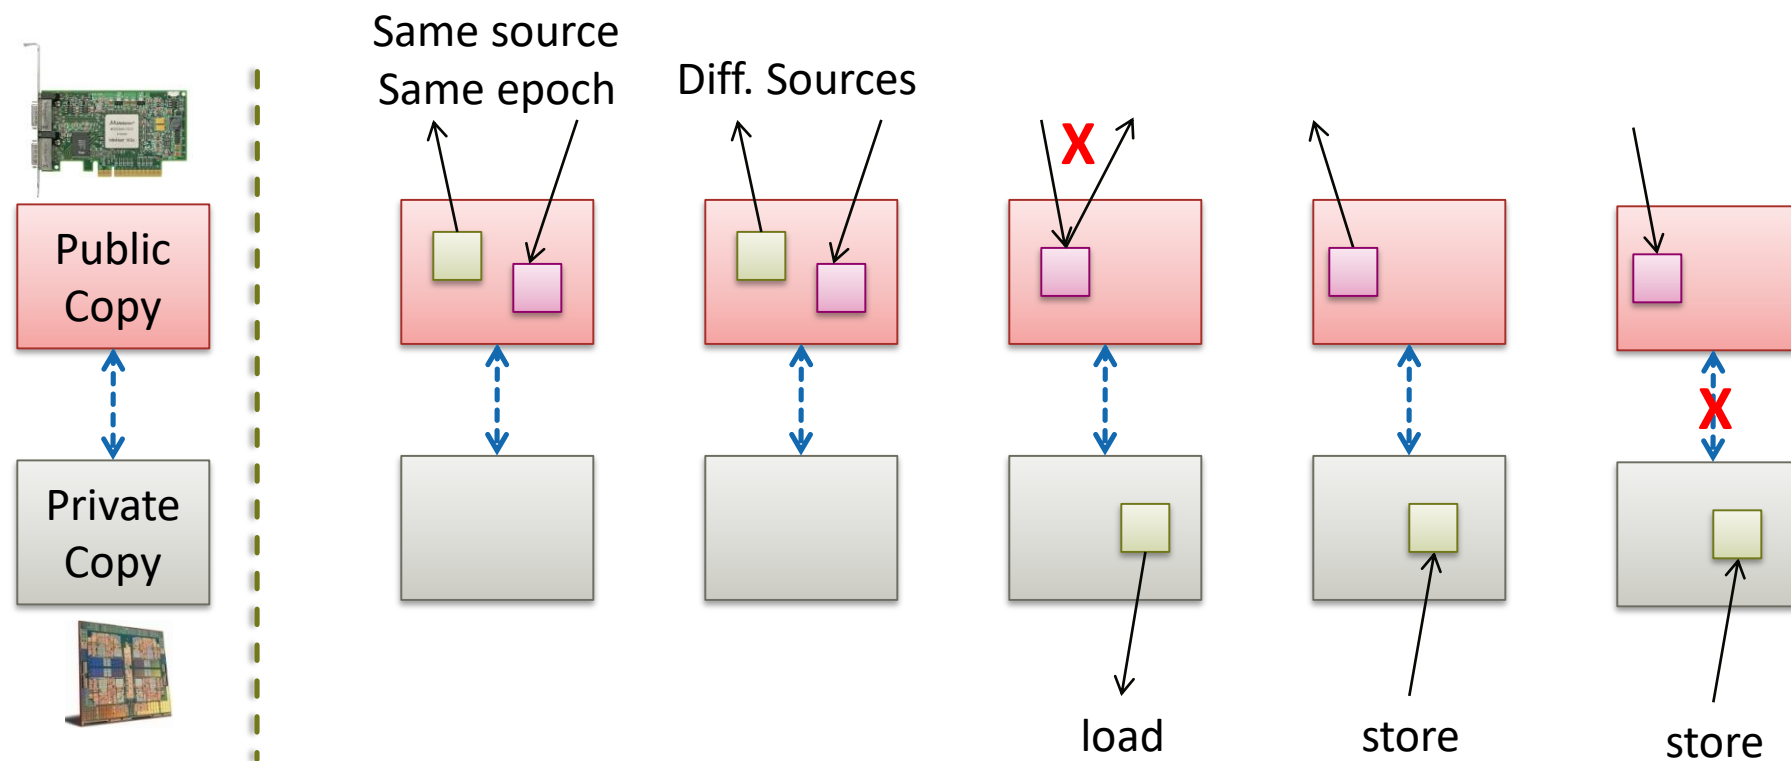 Same source
Same epoch
Diff. Sources
X
Public
Copy
X
Private
Copy
load
store
store